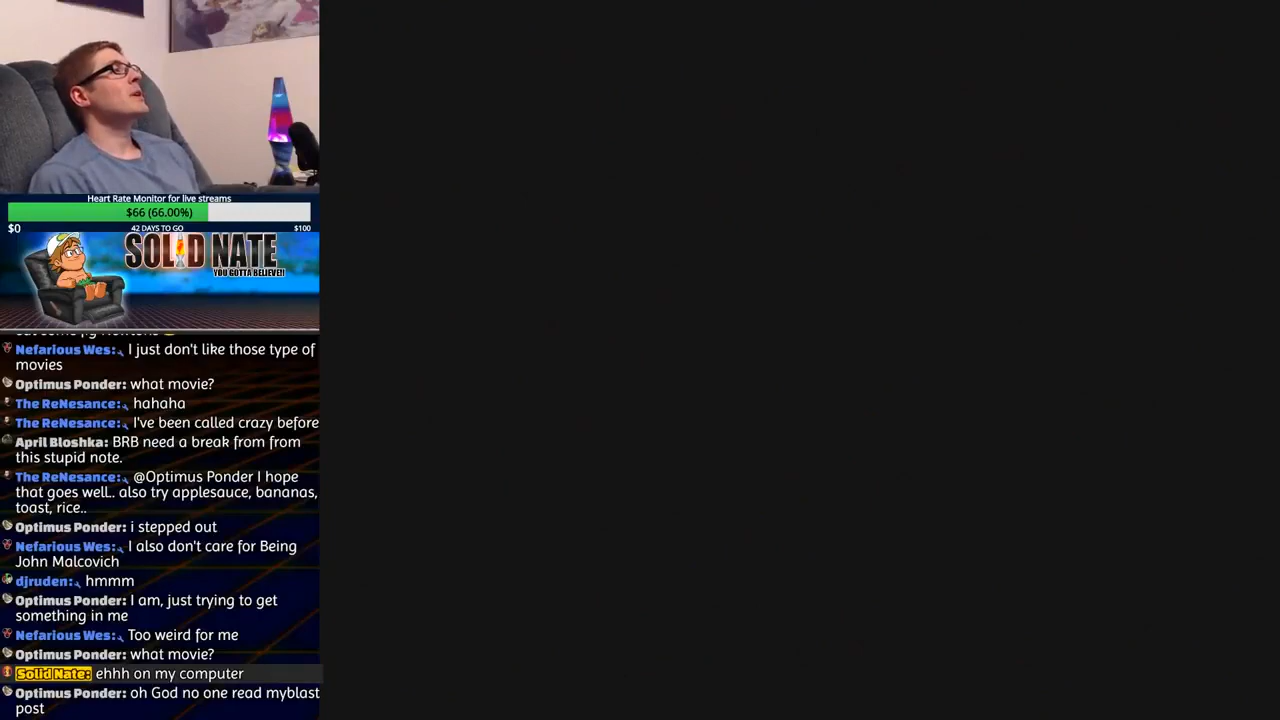 Heart Rate Monitor for live streams
$66 (66.00%)
$0
42 DAYS TO GO
$100
SOLID NATE
YOU GOTTA BELIEVE!!
Nefarious Wes: I just don't like those type of
movies
Optimus Ponder: what movie?
The ReNesance: hahaha
The ReNesance: I've been called crazy before
April Bloshka: BRB need a break from from
this stupid note.
The ReNesance: @Optimus Ponder I hope
that goes well.. also try applesauce, bananas,
toast, rice..
Optimus Ponder: i stepped out
Nefarious Wes: I also don't care for Being
John Malcovich
djruden: hmmm
Optimus Ponder: I am, just trying to get
something in me
Nefarious Wes: Too weird for me
Optimus Ponder: what movie?
Solid Nate: ehhh on my computer
Optimus Ponder: oh God no one read myblast
post